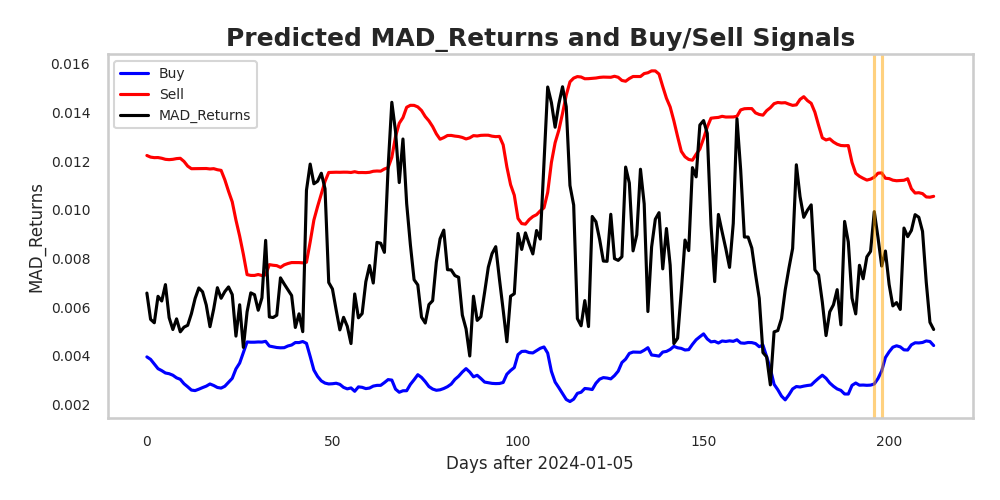 Predicted MAD_Returns and Buy/Sell Signals
Buy
Sell
MAD_Returns
MAD_Returns
0.016
0.014
0.012
0.010
0.008
0.006
0.004
0.002
0
50
100
150
200
Days after 2024-01-05